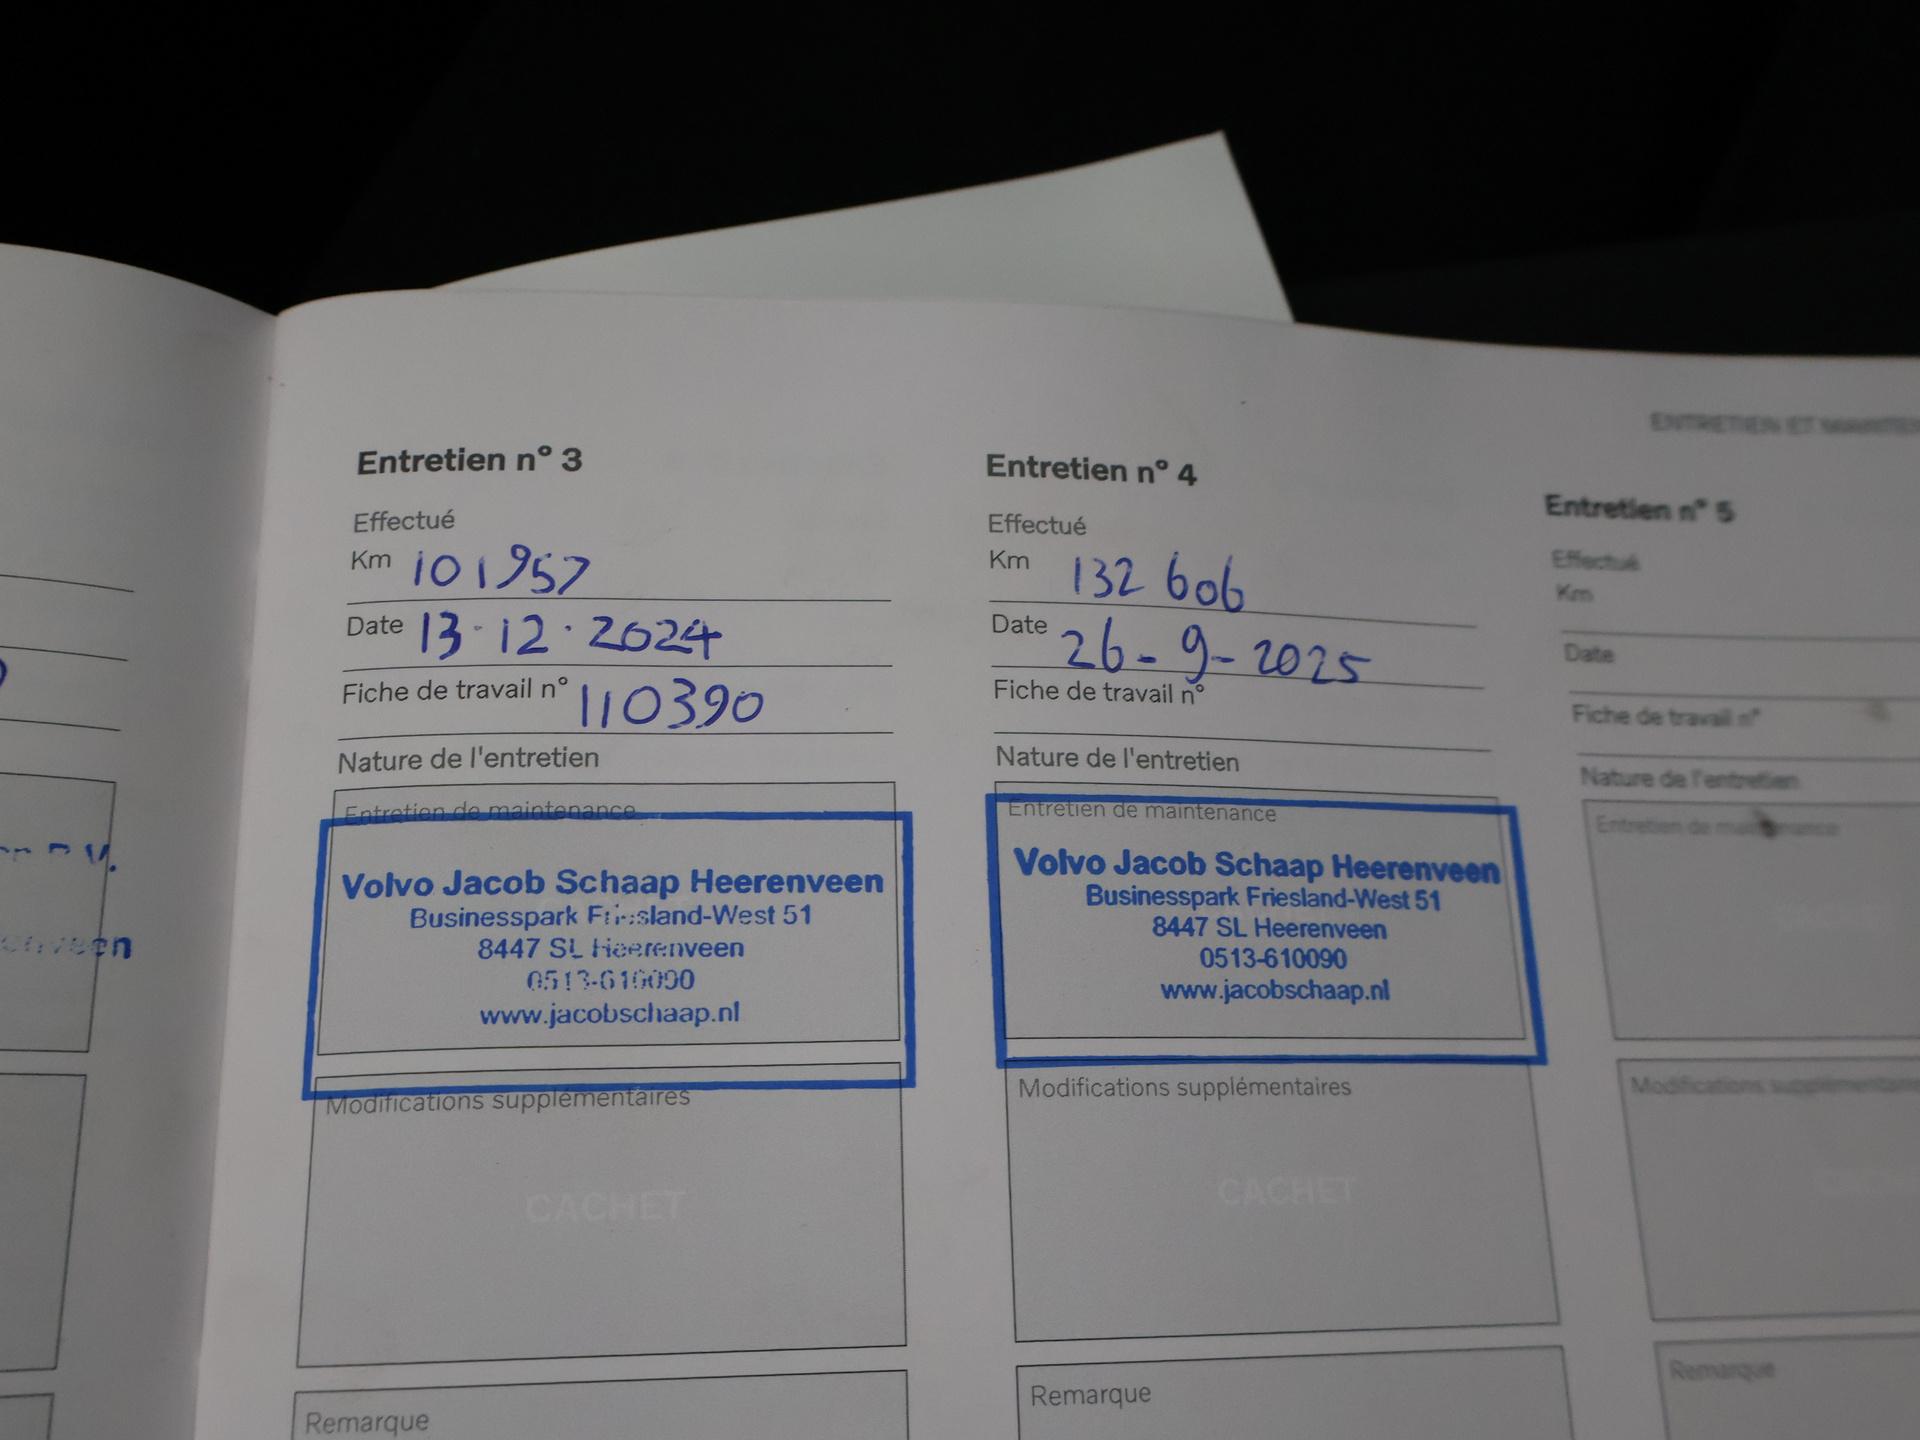 ENTRETIEN ET
Entretien n° 3
Effectué
Km 101957
Date 13·12·2024
Fiche de travail n° 110390
Nature de l'entretien
Entretien de maintenance
Volvo Jacob Schaap Heerenveen
Businesspark Friesland-West 51
8447 SL Heerenveen
0513-610090
www.jacobschaap.nl
Modifications supplémentaires
CACHET
Remarque
Entretien n° 4
Effectué
Km 132 606
Date 26-9-2025
Fiche de travail n°
Nature de l'entretien
Entretien de maintenance
Volvo Jacob Schaap Heerenveen
Businesspark Friesland-West 51
8447 SL Heerenveen
0513-610090
www.jacobschaap.nl
Modifications supplémentaires
CACHET
Remarque
Entretien n° 5
Effectué
Km
Date
Fiche de travail n°
Nature de l'entretien
Entretien de maintenance
Modifications supplémentaires
Remarque